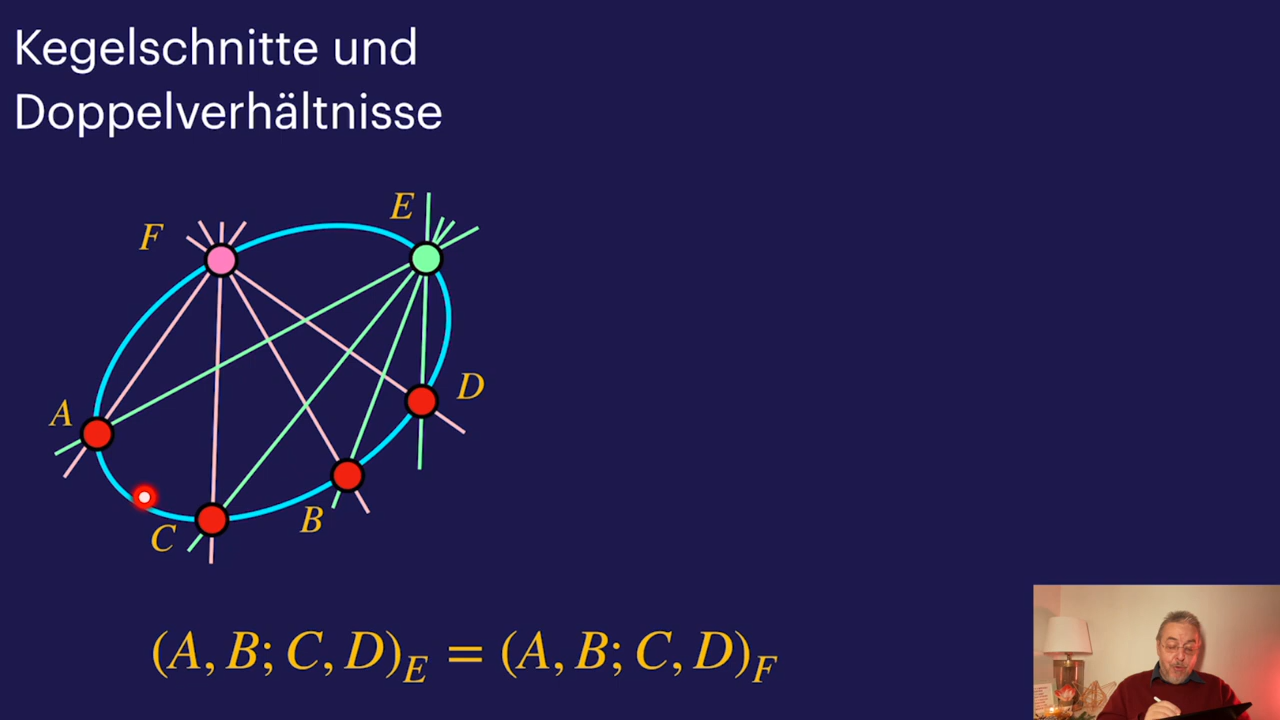 Kegelschnitte und
Doppelverhältnisse
E
F
D
A
B
C
(A, B; C, D)_E = (A, B; C, D)_F